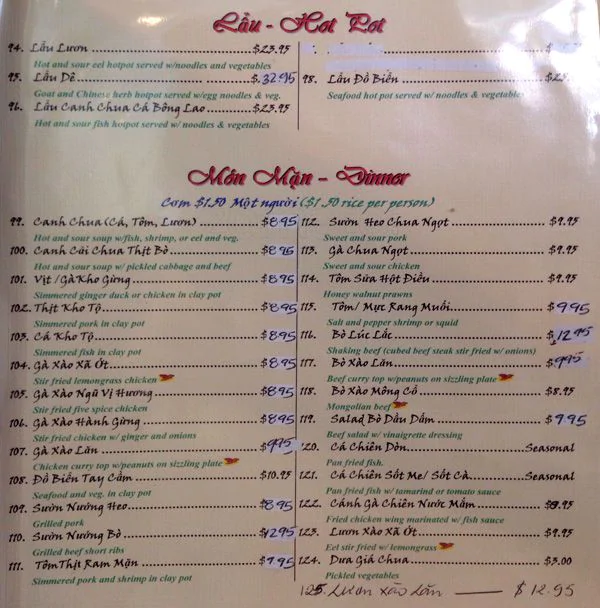 Lẩu - Hot Pot
94. Lẩu Lươn $23.95
Hot and sour eel hotpot served w/noodles and vegetables
95. Lẩu Dê $32.95
Goat and Chinese herb hotpot served w/egg noodles & veg.
96. Lẩu Canh Chua Cá Bông Lao $23.95
Hot and sour fish hotpot served w/ noodles & vegetables
98. Lẩu Đồ Biển
Seafood hot pot served w/ noodles & vegetables
Món Mặn - Dinner
Cơm $1.50 Một người ($1.50 rice per person)
99. Canh Chua (Cá, Tôm, Lươn) $8.95
Hot and sour soup w/fish, shrimp, or eel and veg.
100. Canh Cải Chua Thịt Bò $8.95
Hot and sour soup w/ pickled cabbage and beef
101. Vịt /Gà Kho Gừng $8.95
Simmered ginger duck or chicken in clay pot
102. Thịt Kho Tộ $8.95
Simmered pork in clay pot
103. Cá Kho Tộ $8.95
Simmered fish in clay pot
104. Gà Xào Xả Ớt $8.95
Stir fried lemongrass chicken
105. Gà Xào Ngũ Vị Hương $8.95
Stir fried five spice chicken
106. Gà Xào Hành Gừng $8.95
Stir fried chicken w/ ginger and onions
107. Gà Xào Lăn $9.95
Chicken curry top w/peanuts on sizzling plate
108. Đồ Biển Tay Cầm $10.95
Seafood and veg. in clay pot
109. Sườn Nướng Heo $8.95
Grilled pork
110. Sườn Nướng Bò $12.95
Grilled beef short ribs
111. Tôm Thịt Ram Mặn $9.95
Simmered pork and shrimp in clay pot
112. Sườn Heo Chua Ngọt $9.95
Sweet and sour pork
113. Gà Chua Ngọt $9.95
Sweet and sour chicken
114. Tôm Sữa Hột Điều $9.95
Honey walnut prawns
115. Tôm/ Mực Rang Muối $9.95
Salt and pepper shrimp or squid
116. Bò Lúc Lắc $12.95
Shaking beef (cubed beef steak stir fried w/ onions)
117. Bò Xào Lăn $9.95
Beef curry top w/peanuts on sizzling plate
118. Bò Xào Mông Cổ $8.95
Mongolian beef
119. Salad Bò Dầu Dấm $9.95
Beef salad w/ vinaigrette dressing
120. Cá Chiên Dòn Seasonal
Pan fried fish.
121. Cá Chiên Sốt Me/ Sốt Cà Seasonal
Pan fried fish w/ tamarind or tomato sauce
122. Cánh Gà Chiên Nước Mắm $8.95
Fried chicken wing marinated w/ fish sauce
123. Lươn Xào Xả Ớt $9.95
Eel stir fried w/ lemongrass
124. Dưa Giá Chua $3.00
Pickled vegetables
125. Lươn xào lăn — $12.95